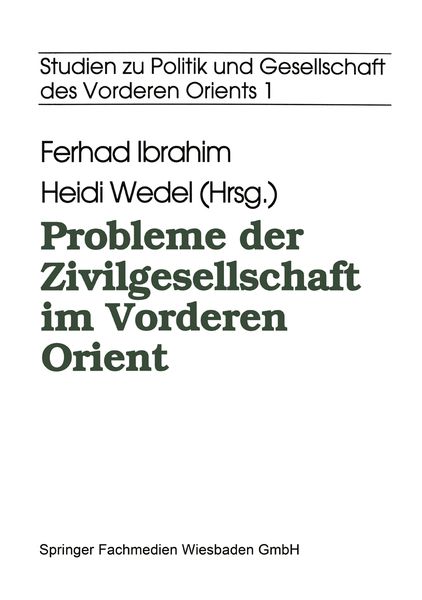 Studien zu Politik und Gesellschaft
des Vorderen Orients 1
Ferhad Ibrahim
Heidi Wedel (Hrsg.)
Probleme der
Zivilgesellschaft
im Vorderen
Orient
Springer Fachmedien Wiesbaden GmbH